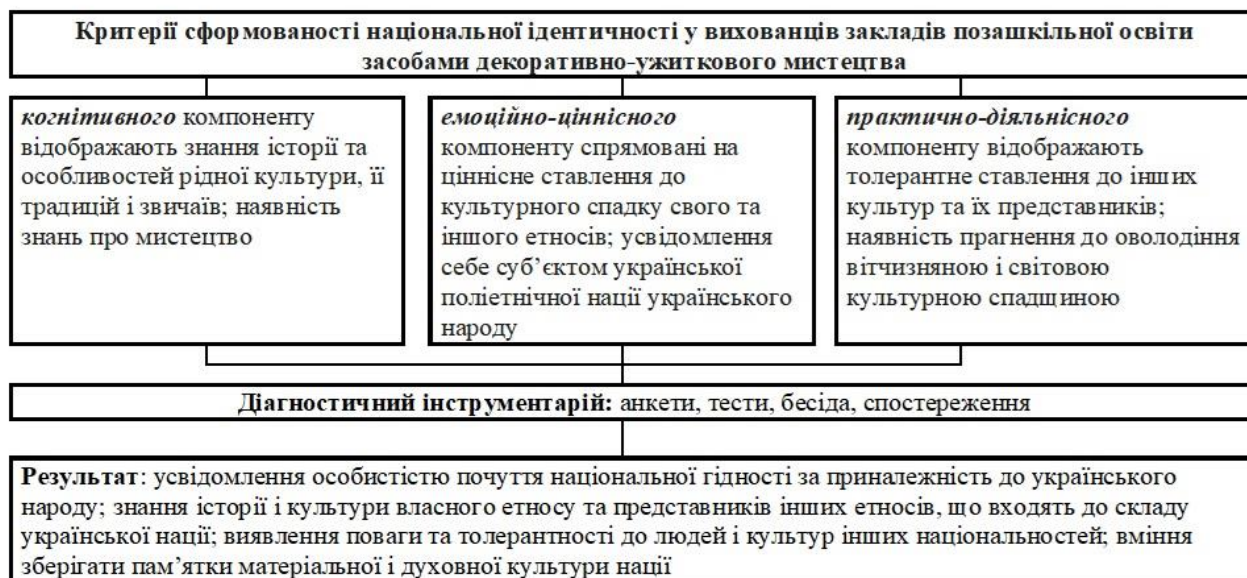 Критерії сформованості національної ідентичності у вихованців закладів позашкільної освіти
засобами декоративно-ужиткового мистецтва
когнітивного компоненту
відображають знання історії та
особливостей рідної культури, її
традицій і звичаїв; наявність
знань про мистецтво
емоційно-ціннісного
компоненту спрямовані на
ціннісне ставлення до
культурного спадку свого та
іншого етносів; усвідомлення
себе суб’єктом української
поліетнічної нації українського
народу
практично-діяльнісного
компоненту відображають
толерантне ставлення до інших
культур та їх представників;
наявність прагнення до оволодіння
вітчизняною і світовою
культурною спадщиною
Діагностичний інструментарій: анкети, тести, бесіда, спостереження
Результат: усвідомлення особистістю почуття національної гідності за приналежність до українського
народу; знання історії і культури власного етносу та представників інших етносів, що входять до складу
української нації; виявлення поваги та толерантності до людей і культур інших національностей; вміння
зберігати пам’ятки матеріальної і духовної культури нації